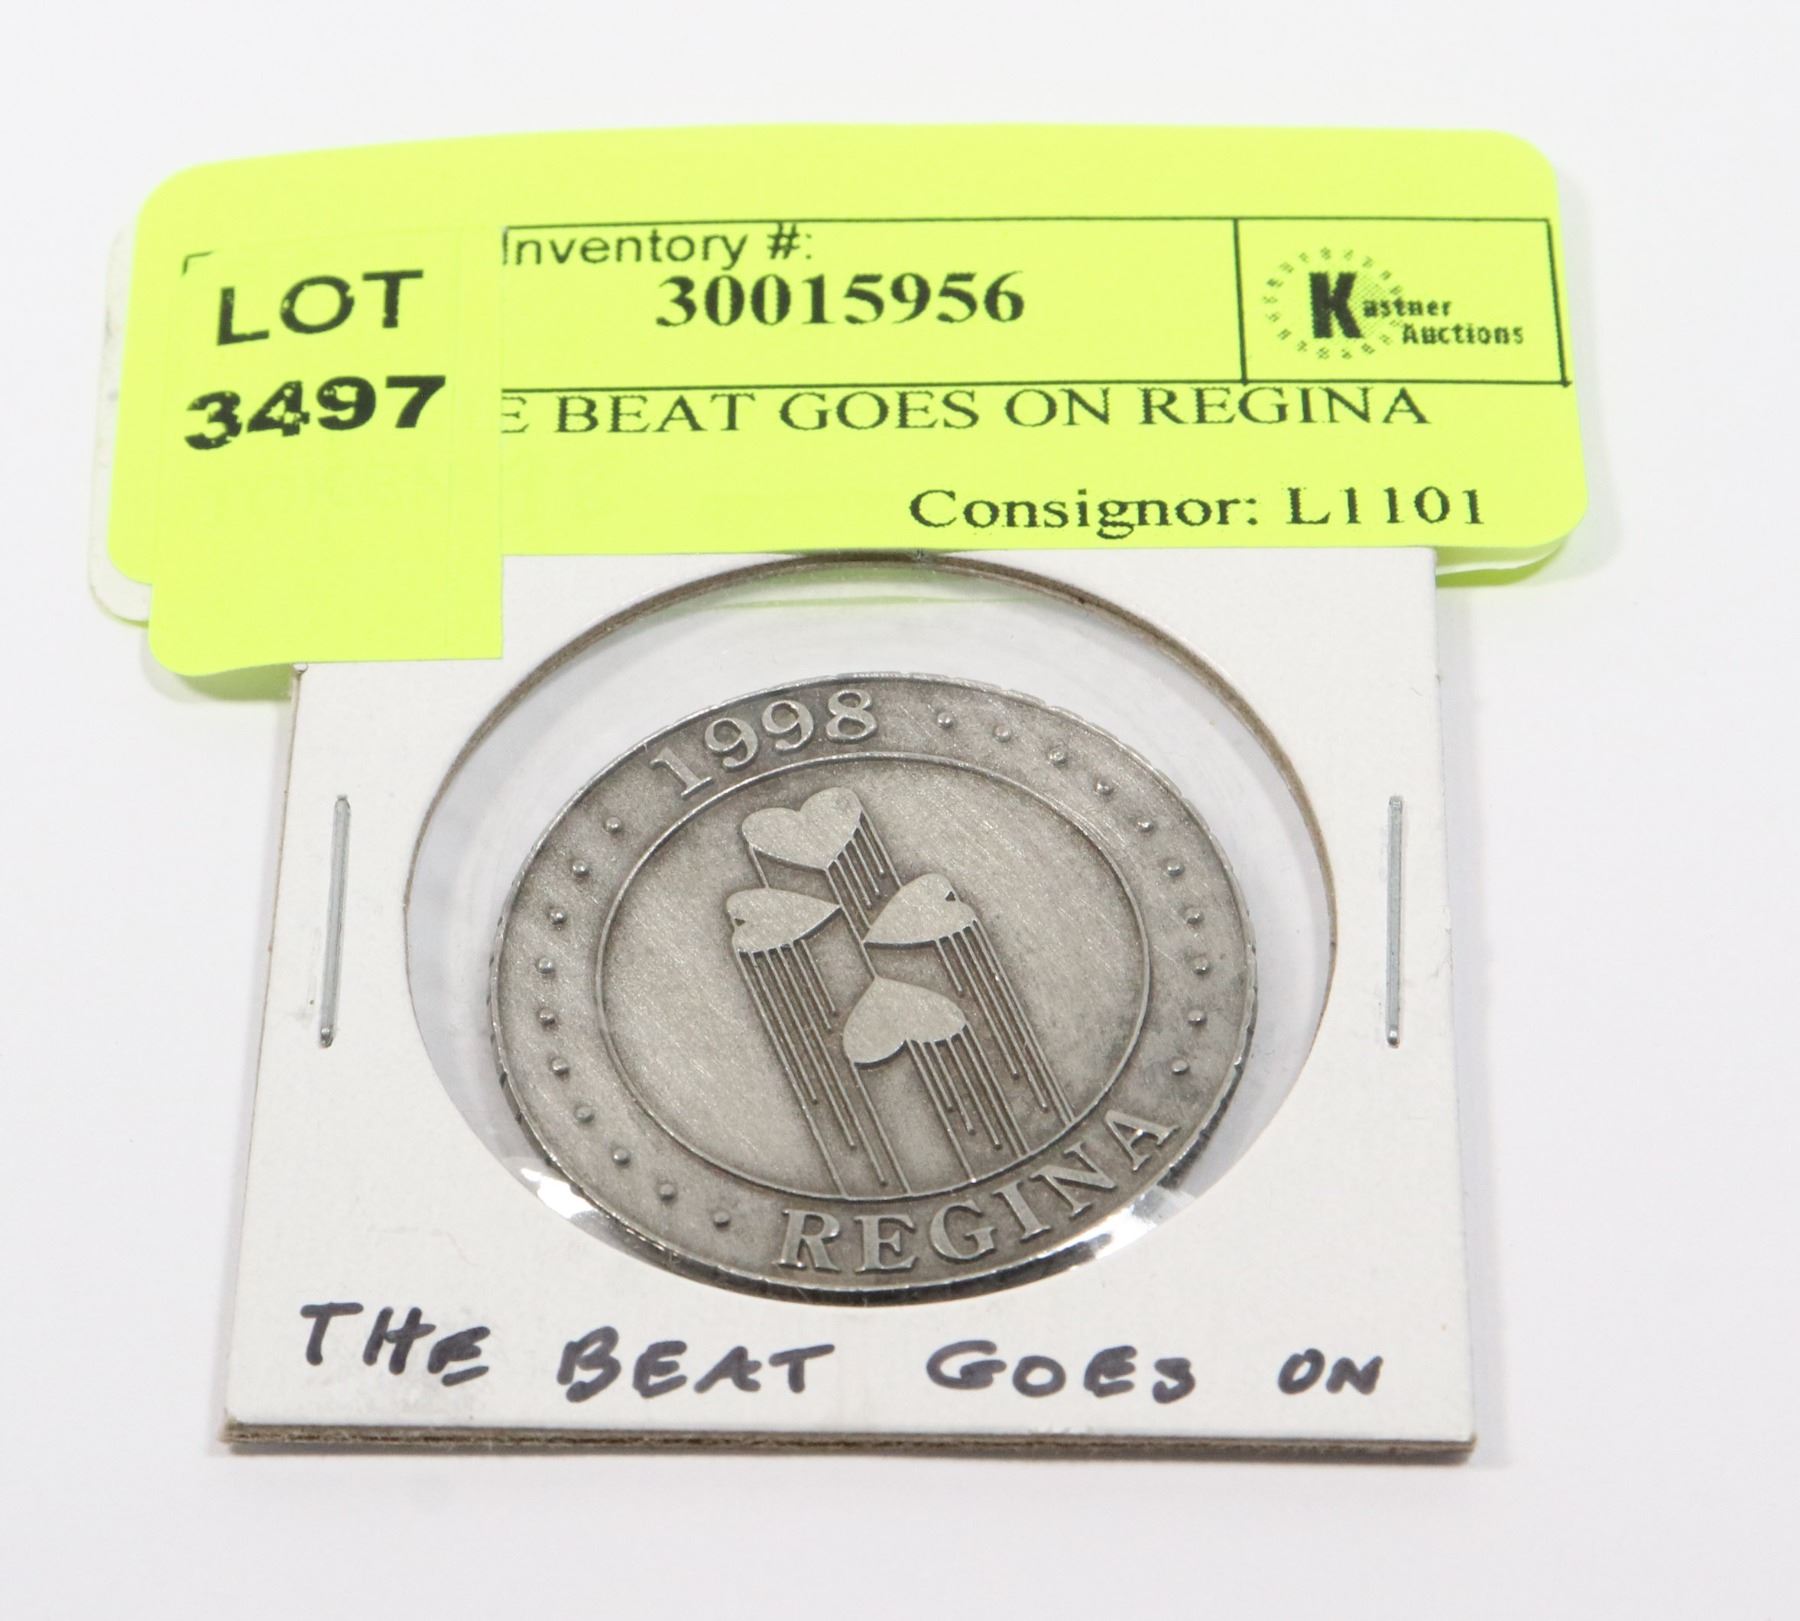 LOT
3497
Inventory #:
30015956
Kastner
Auctions
E BEAT GOES ON REGINA
Consignor: L1101
1998
REGINA
THE BEAT GOES ON